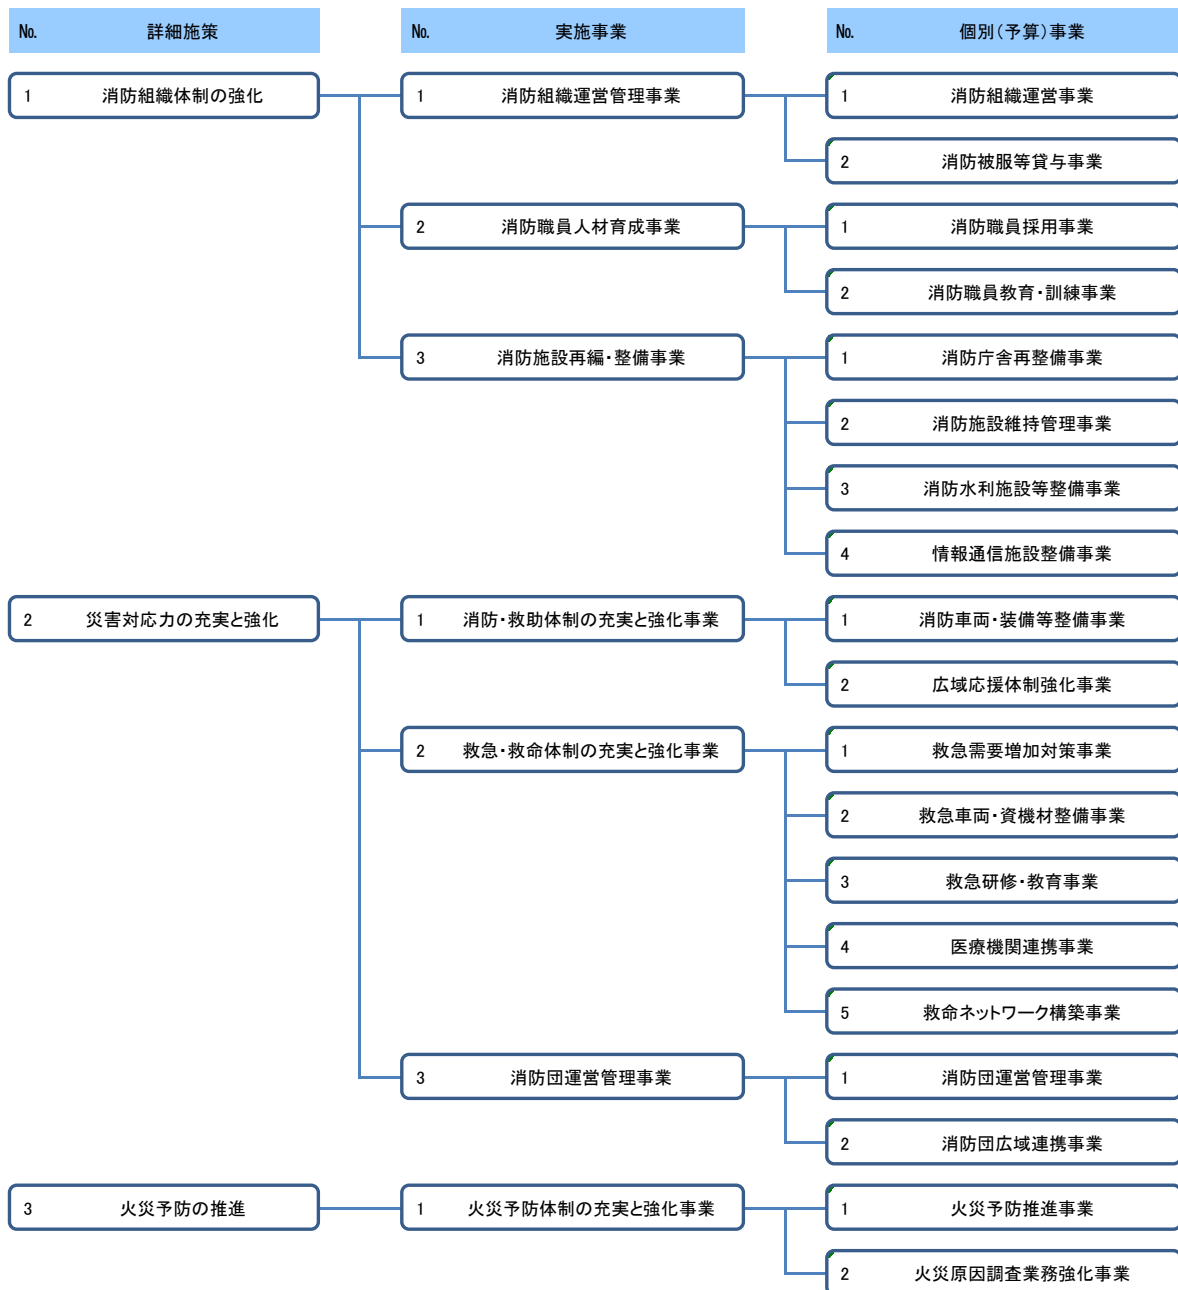 No. 詳細施策 No. 実施事業 No. 個別(予算)事業
1 消防組織体制の強化 1 消防組織運営管理事業 1 消防組織運営事業
2 消防被服等貸与事業
2 消防職員人材育成事業 1 消防職員採用事業
2 消防職員教育・訓練事業
3 消防施設再編・整備事業 1 消防庁舎再整備事業
2 消防施設維持管理事業
3 消防水利施設等整備事業
4 情報通信施設整備事業
2 災害対応力の充実と強化 1 消防・救助体制の充実と強化事業 1 消防車両・装備等整備事業
2 広域応援体制強化事業
2 救急・救命体制の充実と強化事業 1 救急需要増加対策事業
2 救急車両・資機材整備事業
3 救急研修・教育事業
4 医療機関連携事業
5 救命ネットワーク構築事業
3 消防団運営管理事業 1 消防団運営管理事業
2 消防団広域連携事業
3 火災予防の推進 1 火災予防体制の充実と強化事業 1 火災予防推進事業
2 火災原因調査業務強化事業